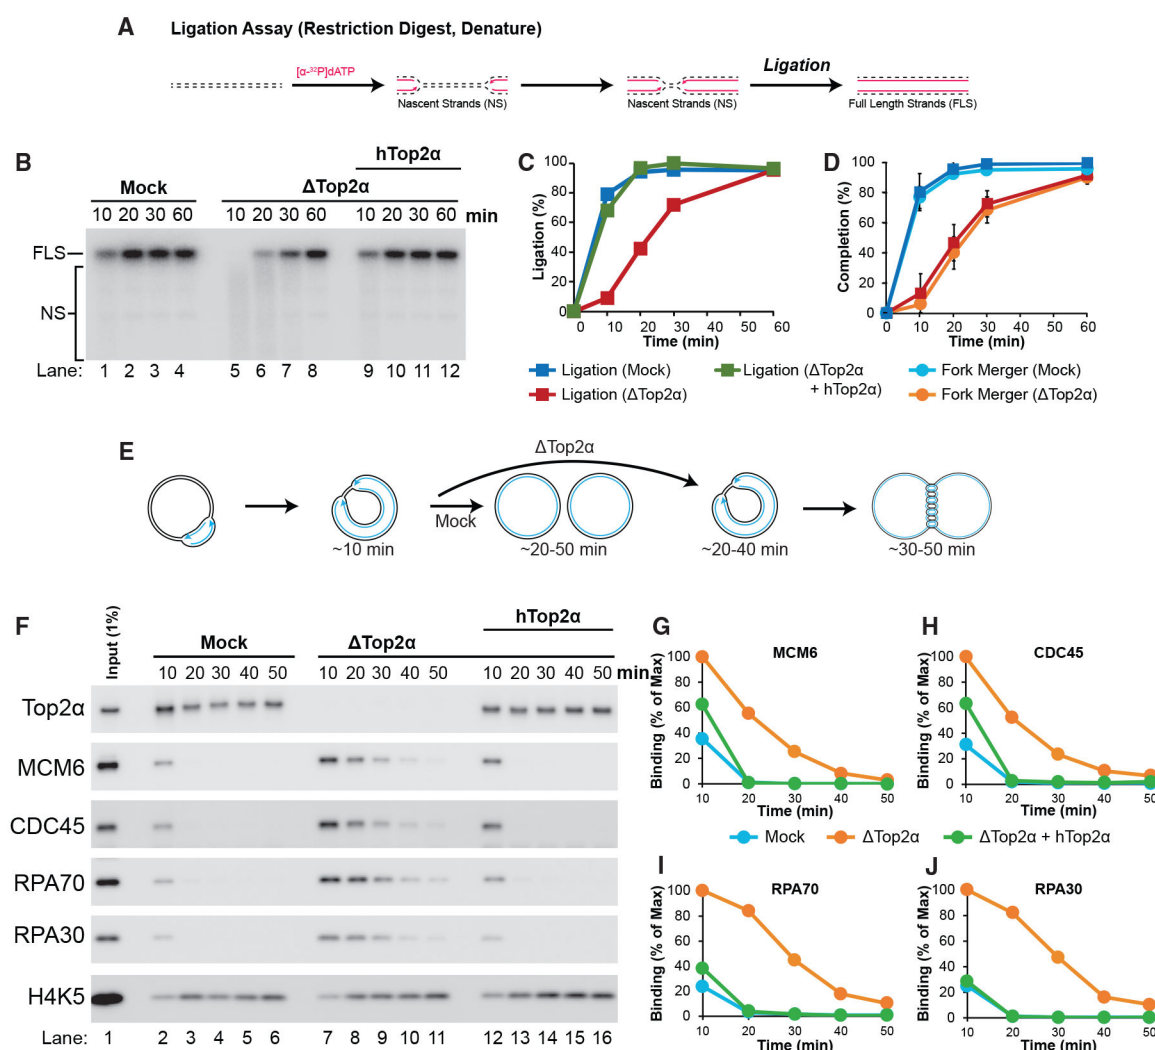 A Ligation Assay (Restriction Digest, Denature)
[α-³²P]dATP
Ligation
Nascent Strands (NS)
Nascent Strands (NS)
Full Length Strands (FLS)
B
hTop2α
Mock
ΔTop2α
10 20 30 60 5 20 30 60 10 20 30 60 min
FLS
NS
Lane: 1 2 3 4 5 6 7 8 9 10 11 12
C
Ligation (%)
100
80
60
40
20
0
0 10 20 30 40 50 60
Time (min)
D
Completion (%)
100
80
60
40
20
0
0 10 20 30 40 50 60
Time (min)
Ligation (Mock)
Ligation (ΔTop2α)
Ligation (ΔTop2α
+ hTop2α)
Fork Merger (Mock)
Fork Merger (ΔTop2α)
E
ΔTop2α
Mock
~10 min
~20-50 min
~20-40 min
~30-50 min
F
Input (1%)
hTop2α
Mock
ΔTop2α
10 20 30 40 50 10 20 30 40 50 10 20 30 40 50 min
Top2α
MCM6
CDC45
RPA70
RPA30
H4K5
Lane: 1 2 3 4 5 6 7 8 9 10 11 12 13 14 15 16
G
MCM6
Binding (% of Max)
100
80
60
40
20
0
10 20 30 40 50
Time (min)
H
CDC45
Binding (% of Max)
100
80
60
40
20
0
10 20 30 40 50
Time (min)
Mock
ΔTop2α
ΔTop2α + hTop2α
I
RPA70
Binding (% of Max)
100
80
60
40
20
0
10 20 30 40 50
Time (min)
J
RPA30
Binding (% of Max)
100
80
60
40
20
0
10 20 30 40 50
Time (min)